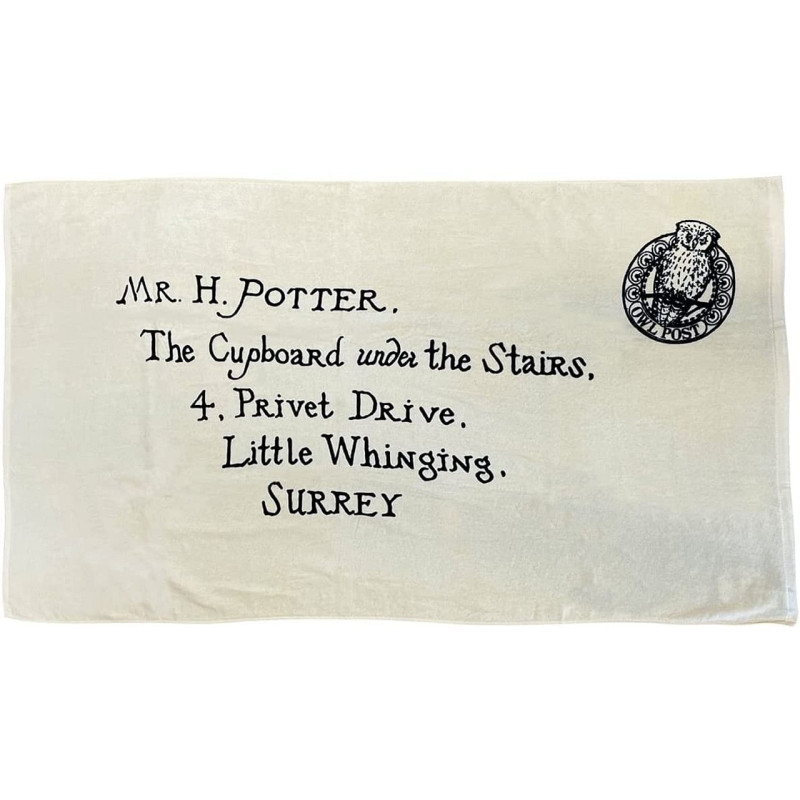 Mr. H. Potter,
The Cupboard under the Stairs,
4, Privet Drive,
Little Whinging,
SURREY
OWL POST